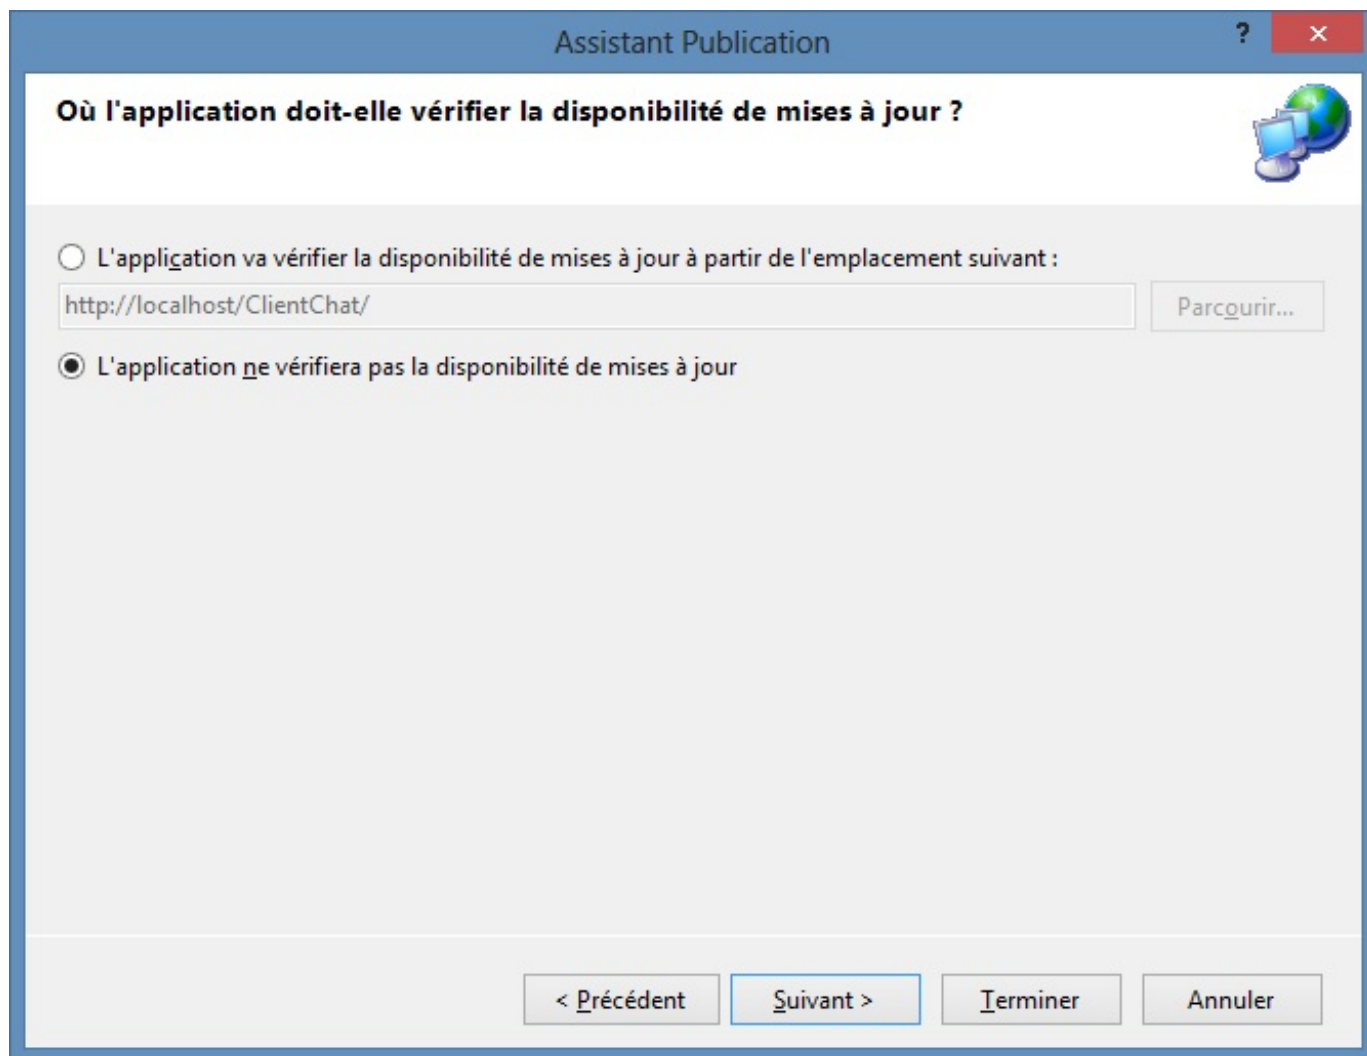 Assistant Publication
?
Où l'application doit-elle vérifier la disponibilité de mises à jour ?
L'application va vérifier la disponibilité de mises à jour à partir de l'emplacement suivant :
http://localhost/ClientChat/
Parcourir...
L'application ne vérifiera pas la disponibilité de mises à jour
< Précédent
Suivant >
Terminer
Annuler